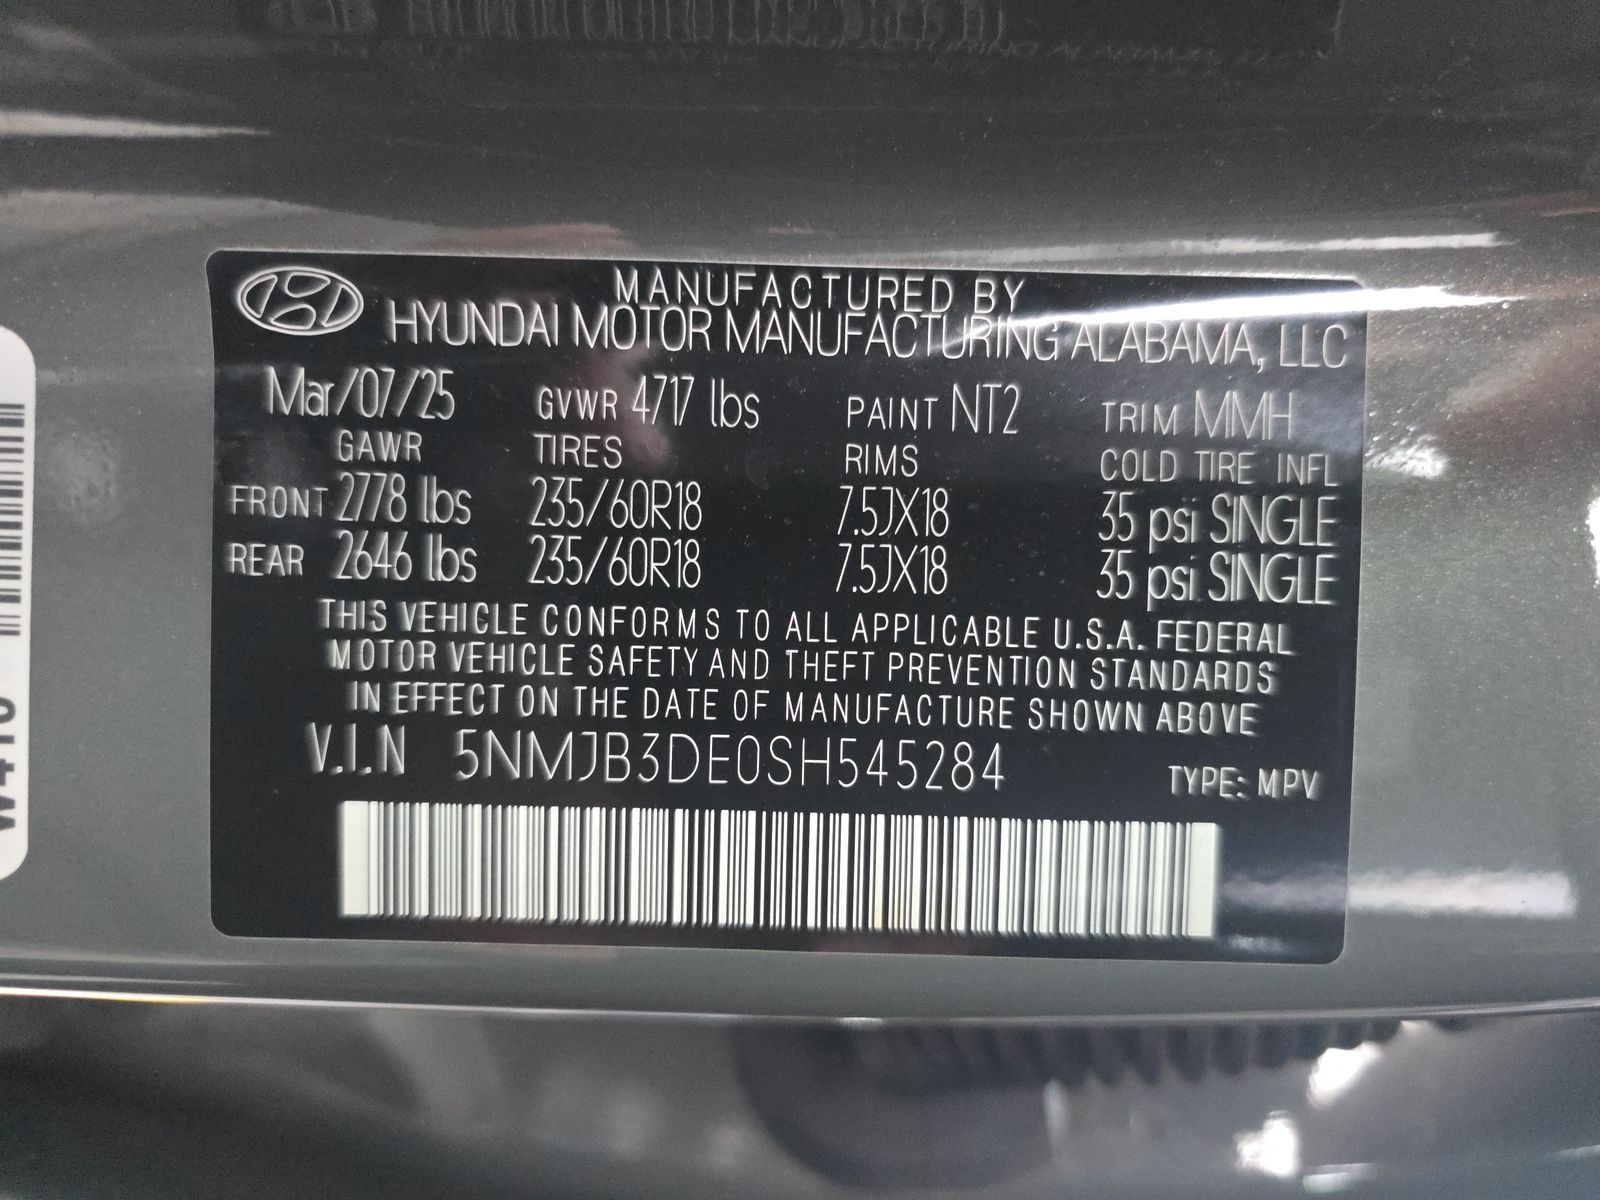 MANUFACTURED BY
HYUNDAI MOTOR MANUFACTURING ALABAMA, LLC
Mar/07/25 GVWR 4717 lbs PAINT NT2 TRIM MMH
GAWR TIRES RIMS COLD TIRE INFL
FRONT 2778 lbs 235/60R18 7.5JX18 35 psi SINGLE
REAR 2646 lbs 235/60R18 7.5JX18 35 psi SINGLE
THIS VEHICLE CONFORMS TO ALL APPLICABLE U.S.A. FEDERAL
MOTOR VEHICLE SAFETY AND THEFT PREVENTION STANDARDS
IN EFFECT ON THE DATE OF MANUFACTURE SHOWN ABOVE
V.I.N 5NMJB3DE0SH545284 TYPE: MPV